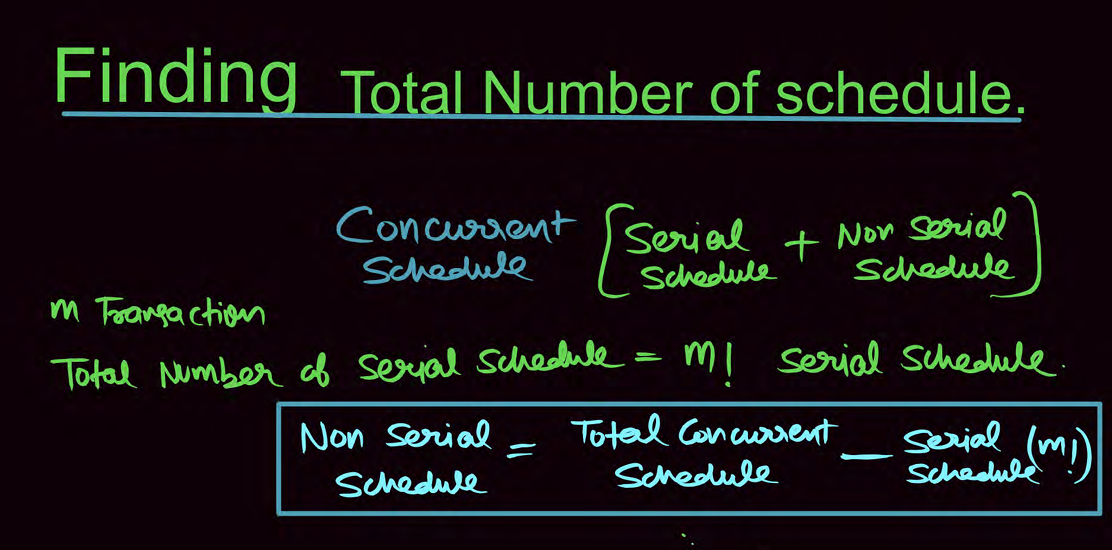 Finding Total Number of schedule.
Concurrent Schedule [Serial Schedule + Non Serial Schedule]
m Transaction
Total Number of Serial Schedule = m! Serial Schedule.
Non Serial Schedule = Total Concurrent Schedule — Serial Schedule (m!)